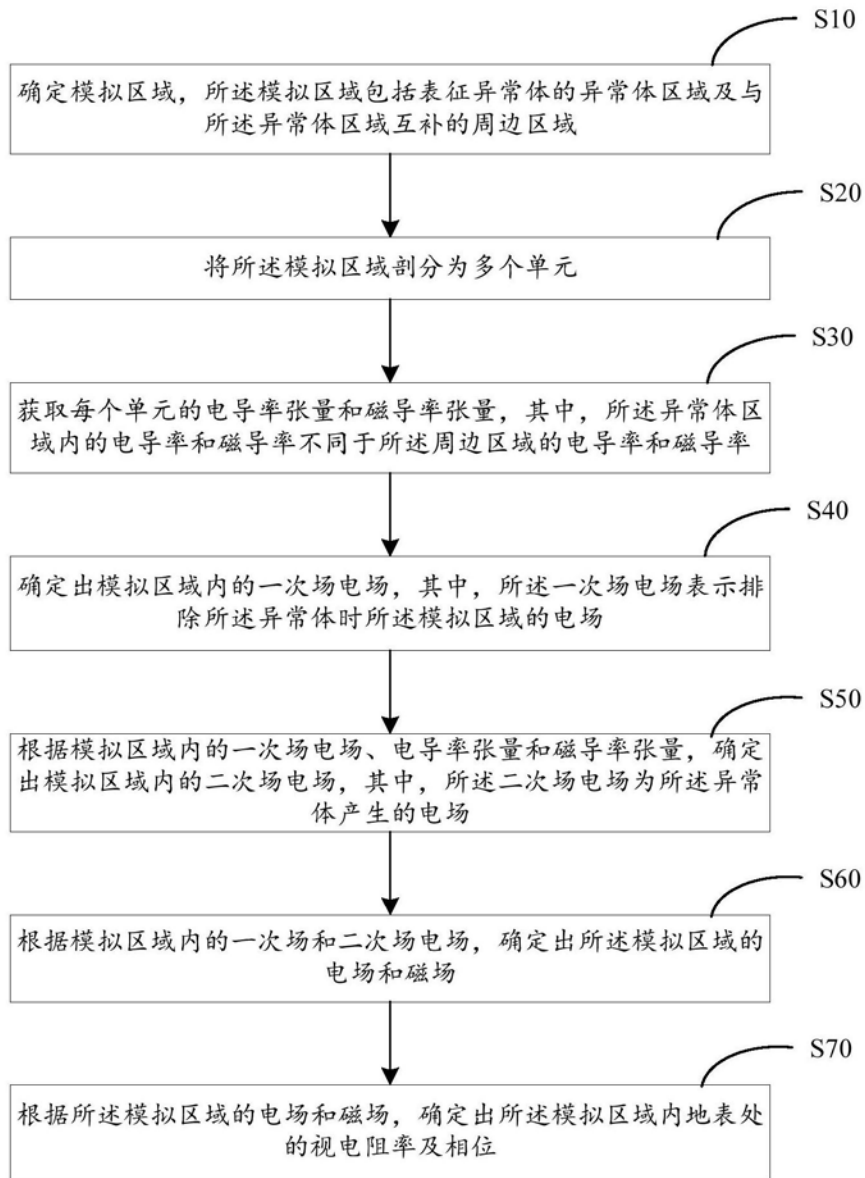 S10
确定模拟区域，所述模拟区域包括表征异常体的异常体区域及与
所述异常体区域互补的周边区域
S20
将所述模拟区域剖分为多个单元
S30
获取每个单元的电导率张量和磁导率张量，其中，所述异常体区
域内的电导率和磁导率不同于所述周边区域的电导率和磁导率
S40
确定出模拟区域内的一次场电场，其中，所述一次场电场表示排
除所述异常体时所述模拟区域的电场
S50
根据模拟区域内的一次场电场、电导率张量和磁导率张量，确定
出模拟区域内的二次场电场，其中，所述二次场电场为所述异常
体产生的电场
S60
根据模拟区域内的一次场和二次场电场，确定出所述模拟区域的
电场和磁场
S70
根据所述模拟区域的电场和磁场，确定出所述模拟区域内地表处
的视电阻率及相位